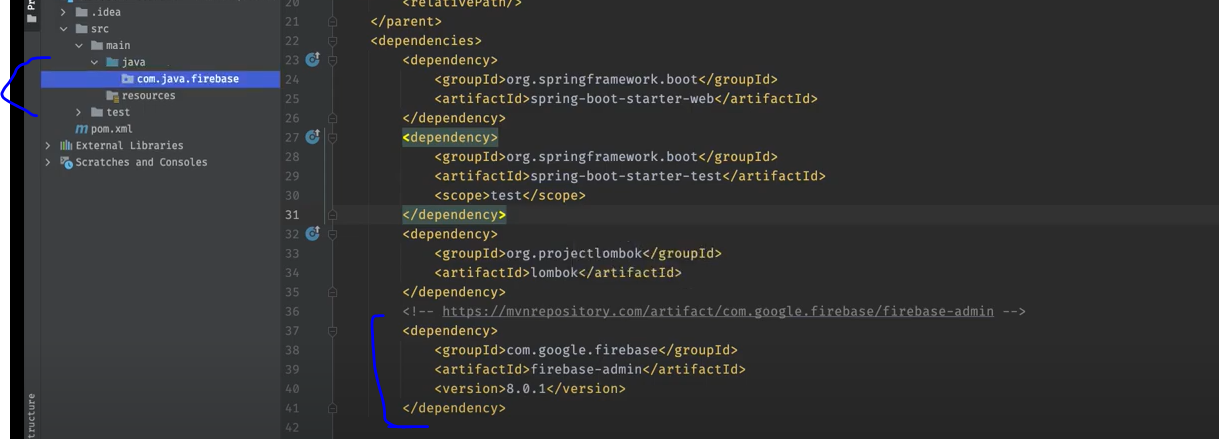 Pr
.idea
src
main
java
com.java.firebase
resources
test
pom.xml
External Libraries
Scratches and Consoles
tructure
20 <relativePath/>
21 </parent>
22 <dependencies>
23 <dependency>
24 <groupId>org.springframework.boot</groupId>
25 <artifactId>spring-boot-starter-web</artifactId>
26 </dependency>
27 <dependency>
28 <groupId>org.springframework.boot</groupId>
29 <artifactId>spring-boot-starter-test</artifactId>
30 <scope>test</scope>
31 </dependency>
32 <dependency>
33 <groupId>org.projectlombok</groupId>
34 <artifactId>lombok</artifactId>
35 </dependency>
36 <!-- https://mvnrepository.com/artifact/com.google.firebase/firebase-admin -->
37 <dependency>
38 <groupId>com.google.firebase</groupId>
39 <artifactId>firebase-admin</artifactId>
40 <version>8.0.1</version>
41 </dependency>
42